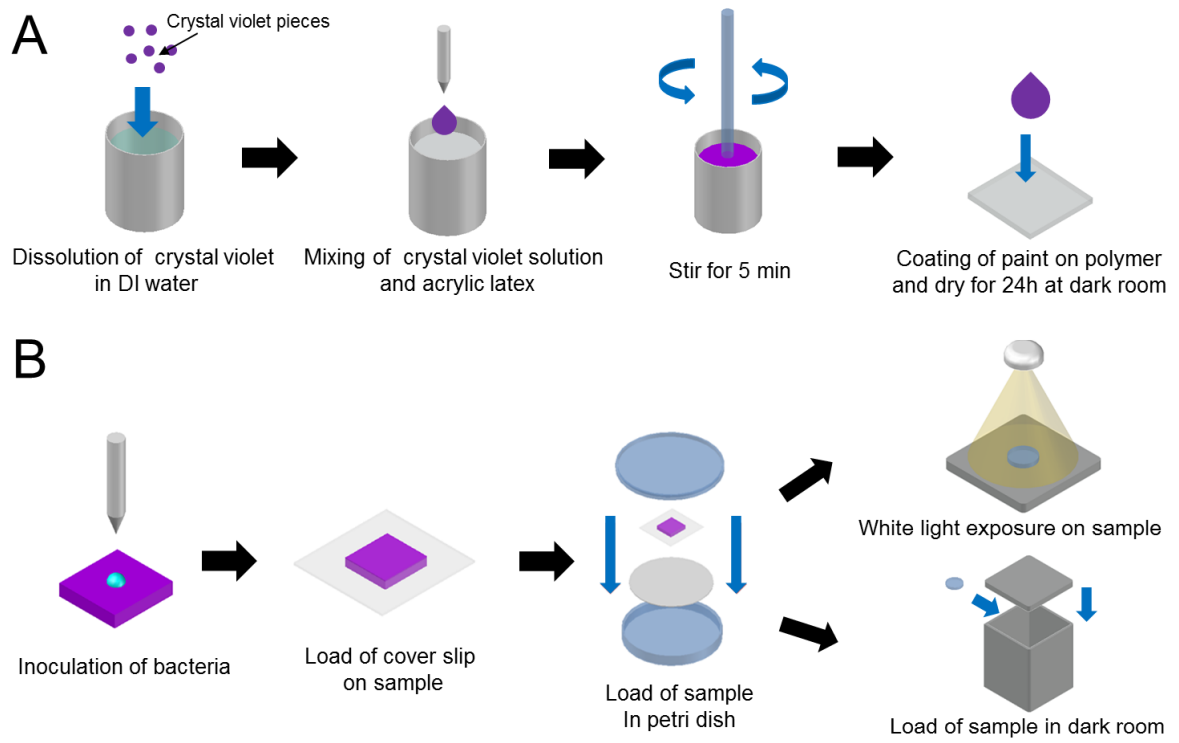 A
Crystal violet pieces
Dissolution of crystal violet
in DI water
Mixing of crystal violet solution
and acrylic latex
Stir for 5 min
Coating of paint on polymer
and dry for 24h at dark room
B
Inoculation of bacteria
Load of cover slip
on sample
Load of sample
In petri dish
White light exposure on sample
Load of sample in dark room